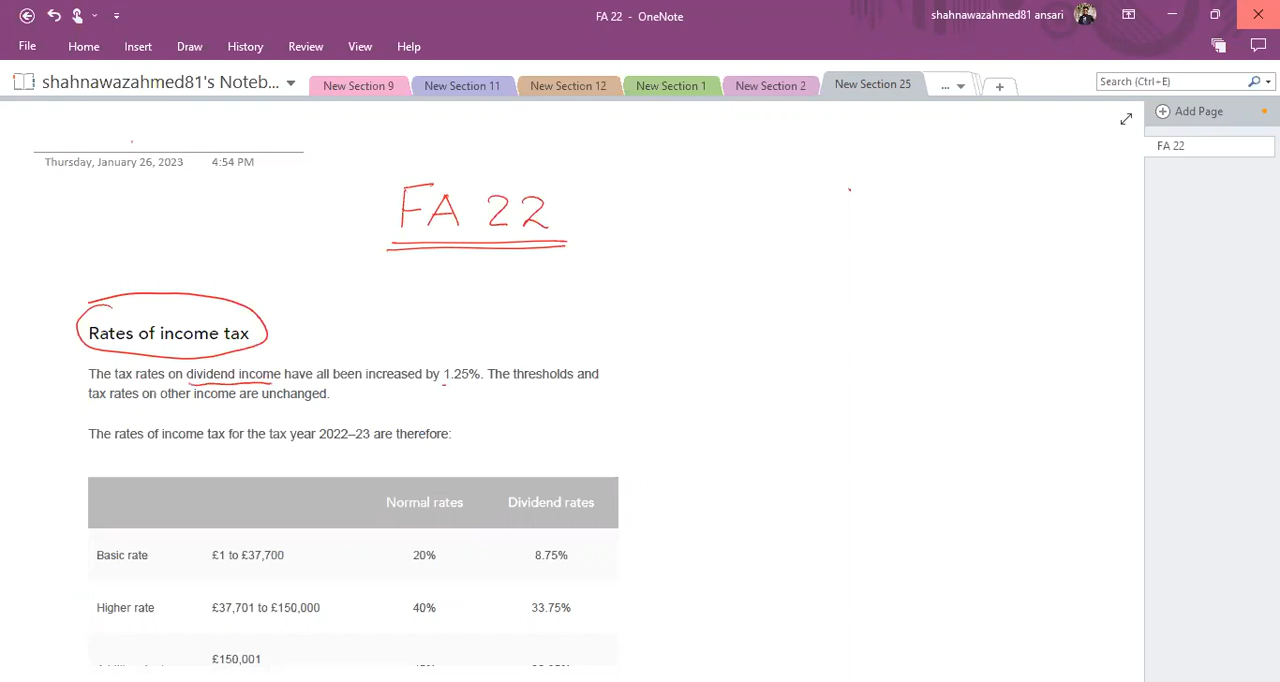 FA 22 - OneNote
shahnawazahmed81 ansari
File Home Insert Draw History Review View Help
shahnawazahmed81's Noteb...
New Section 9 New Section 11 New Section 12 New Section 1 New Section 2 New Section 25 ...
Search (Ctrl+E)
Add Page
FA 22
Thursday, January 26, 2023 4:54 PM
FA 22
Rates of income tax
The tax rates on dividend income have all been increased by 1.25%. The thresholds and
tax rates on other income are unchanged.
The rates of income tax for the tax year 2022–23 are therefore:
Normal rates Dividend rates
Basic rate £1 to £37,700 20% 8.75%
Higher rate £37,701 to £150,000 40% 33.75%
£150,001